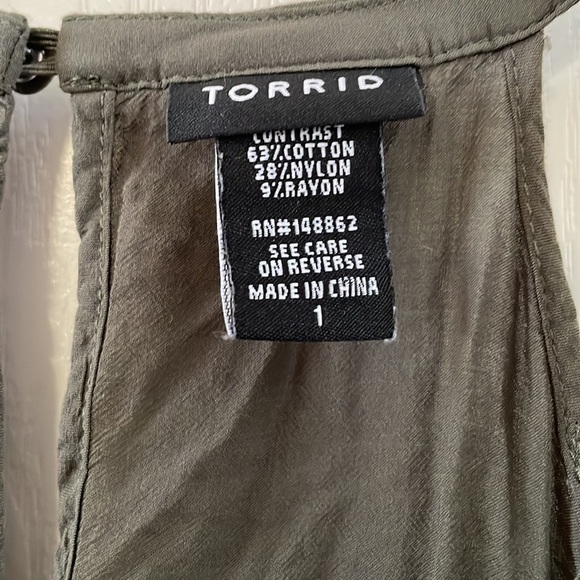 TORRID
CONTRAST
63%COTTON
28%NYLON
9%RAYON
RN#148862
SEE CARE
ON REVERSE
MADE IN CHINA
1